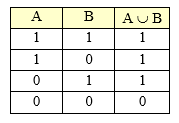 A B A ∪ B
1 1 1
1 0 1
0 1 1
0 0 0